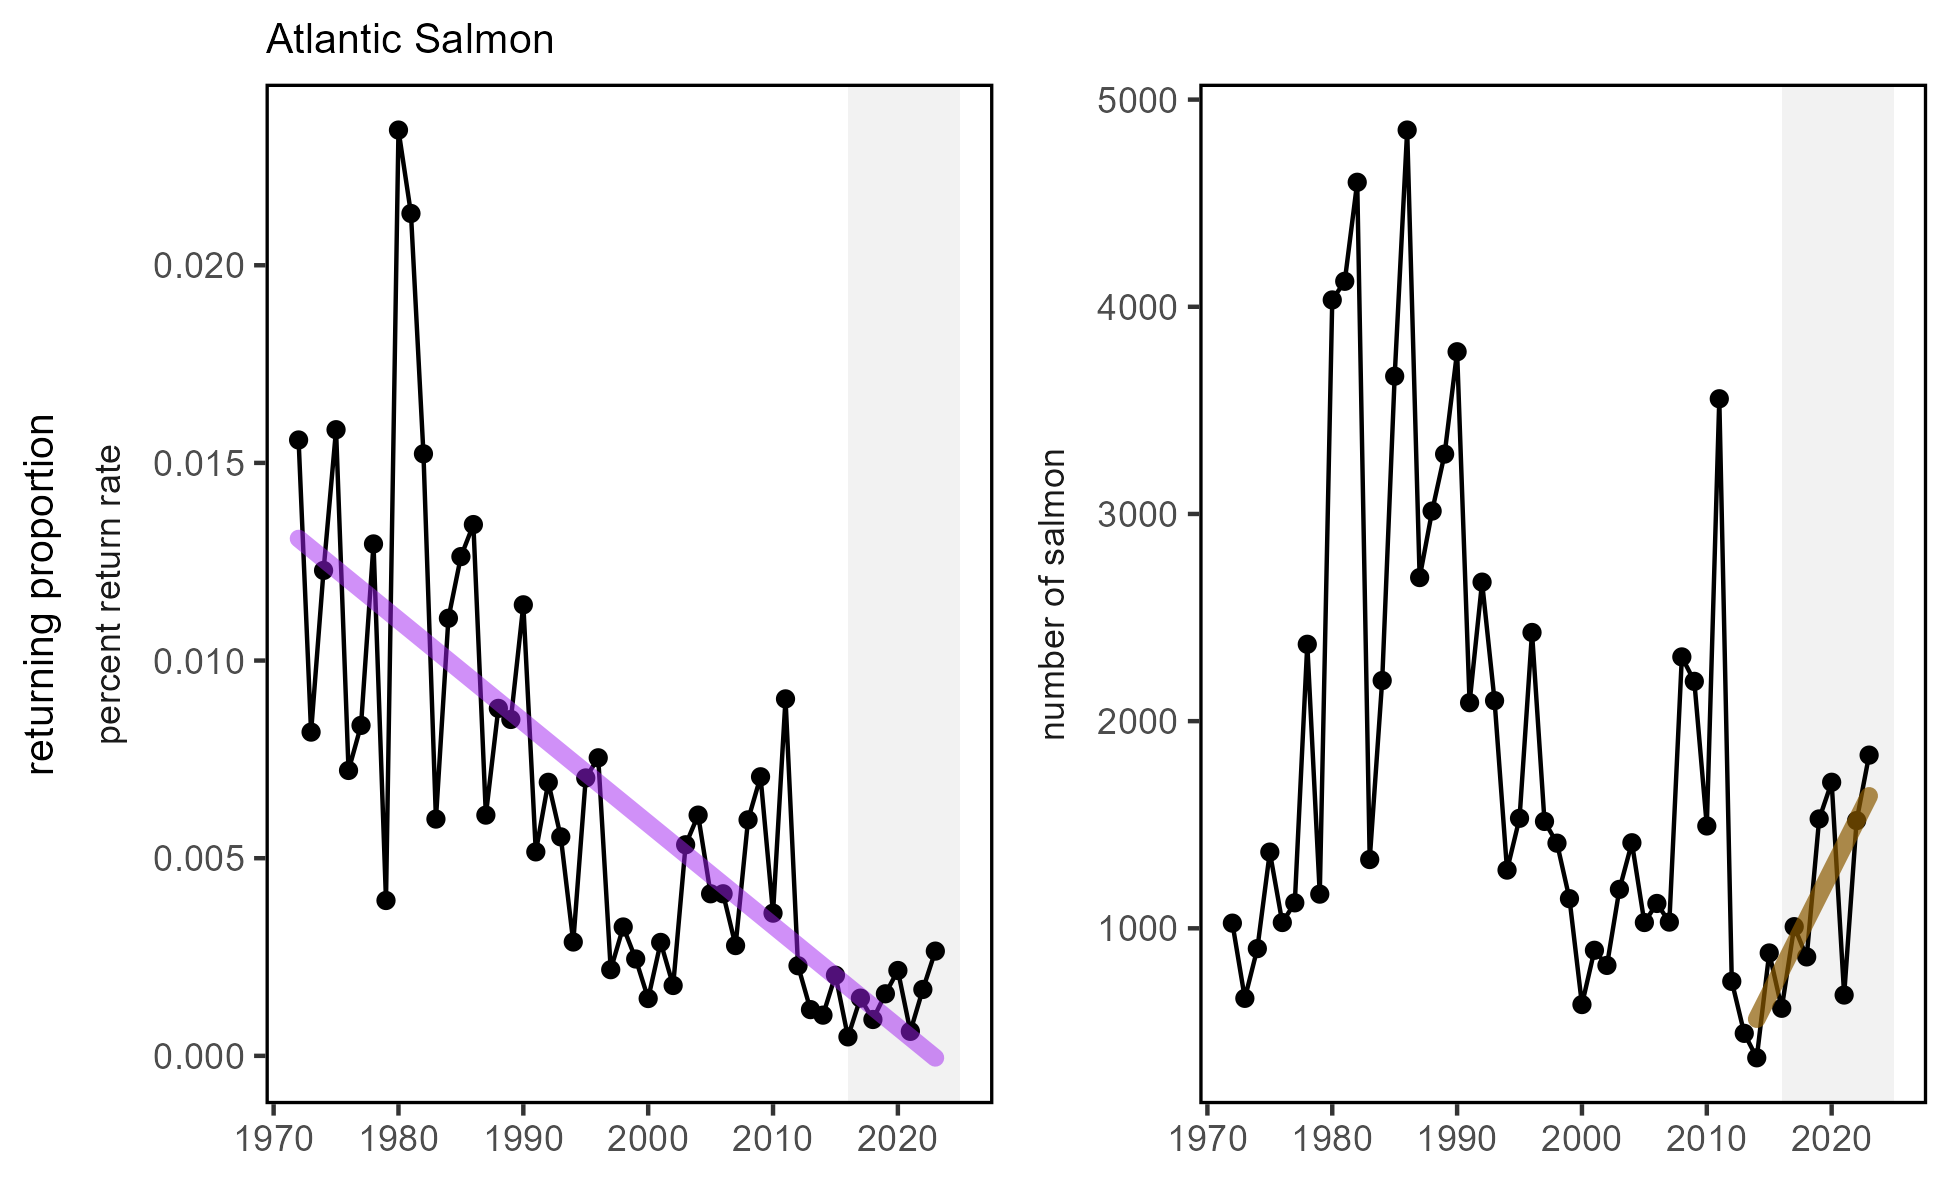 Atlantic Salmon
returning proportion
percent return rate
0.020
0.015
0.010
0.005
0.000
1970 1980 1990 2000 2010 2020
number of salmon
5000
4000
3000
2000
1000
1970 1980 1990 2000 2010 2020